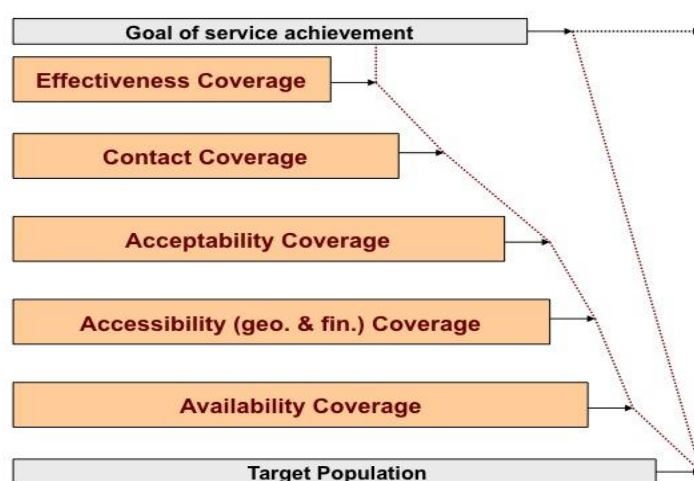 Goal of service achievement
Effectiveness Coverage
Contact Coverage
Acceptability Coverage
Accessibility (geo. & fin.) Coverage
Availability Coverage
Target Population